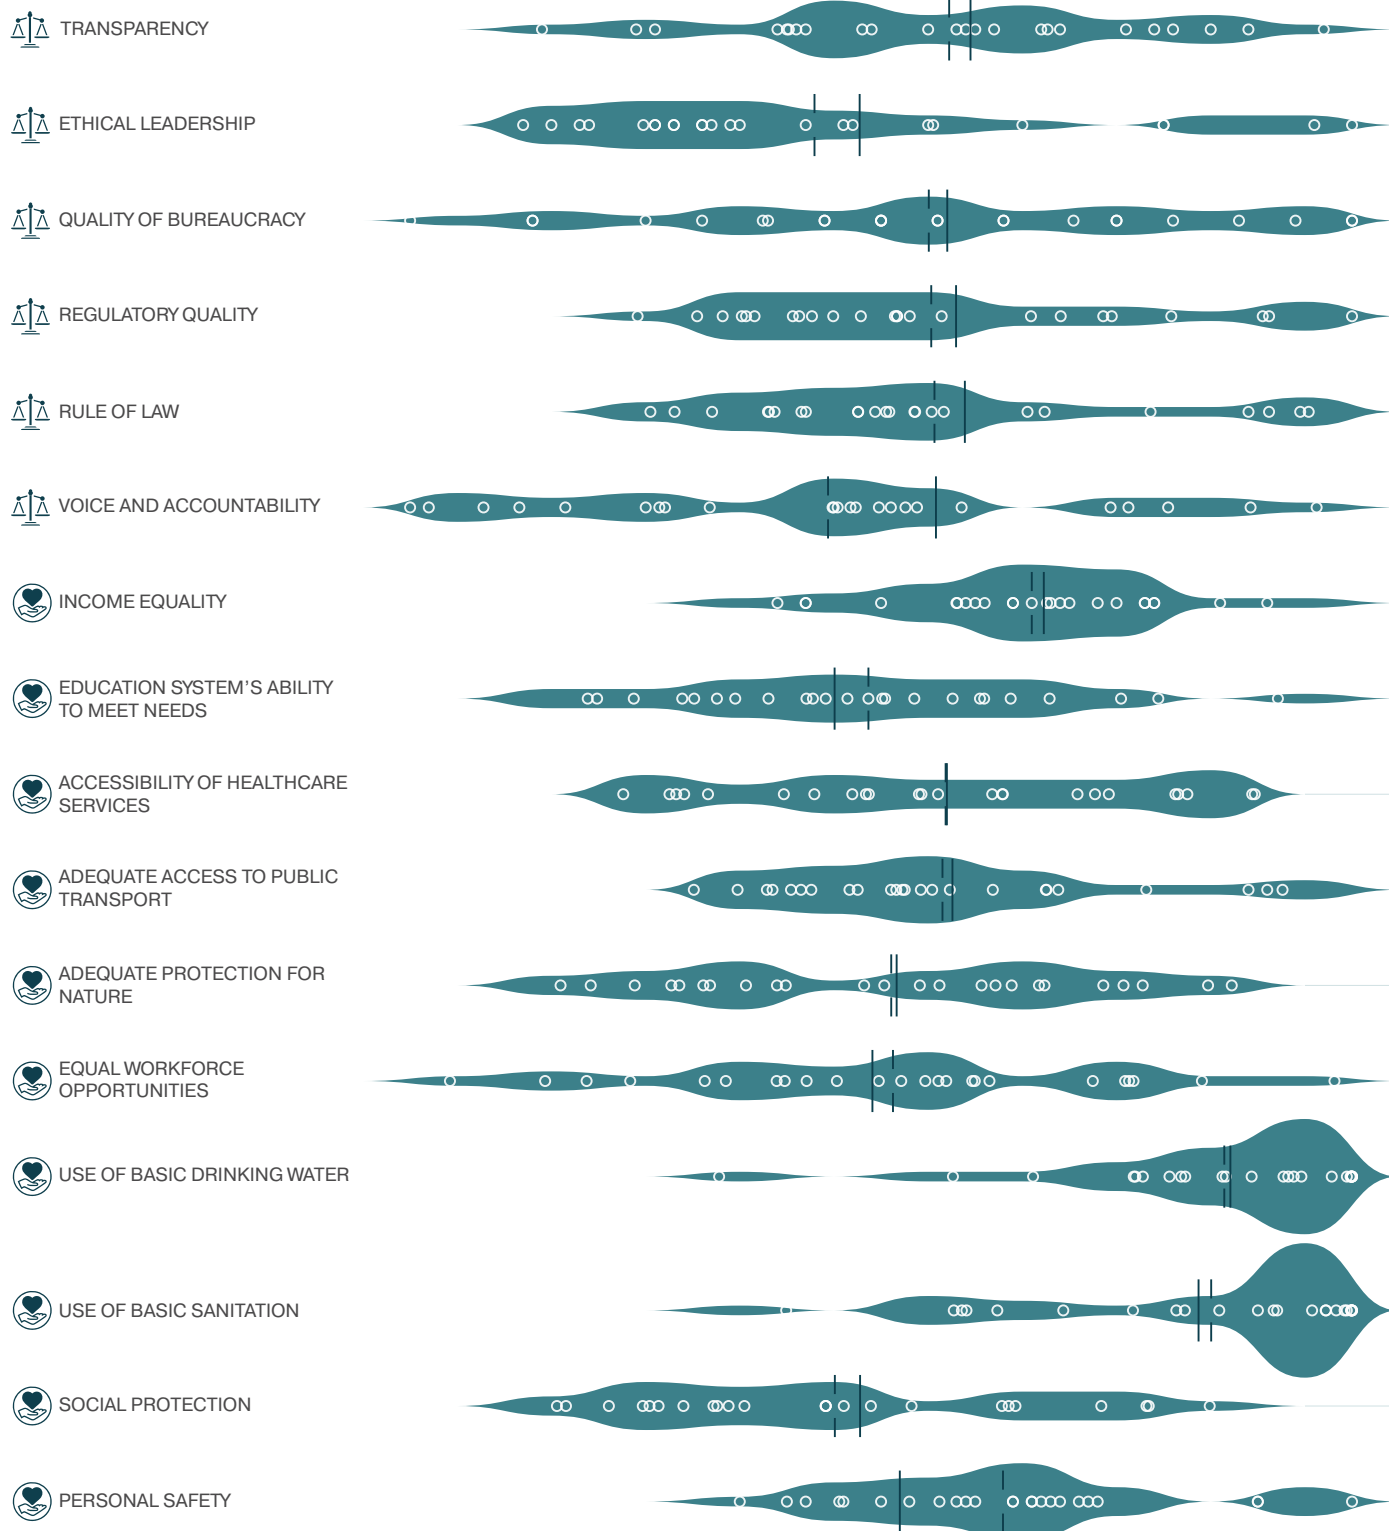 TRANSPARENCY
ETHICAL LEADERSHIP
QUALITY OF BUREAUCRACY
REGULATORY QUALITY
RULE OF LAW
VOICE AND ACCOUNTABILITY
INCOME EQUALITY
EDUCATION SYSTEM'S ABILITY
TO MEET NEEDS
ACCESSIBILITY OF HEALTHCARE
SERVICES
ADEQUATE ACCESS TO PUBLIC
TRANSPORT
ADEQUATE PROTECTION FOR
NATURE
EQUAL WORKFORCE
OPPORTUNITIES
USE OF BASIC DRINKING WATER
USE OF BASIC SANITATION
SOCIAL PROTECTION
PERSONAL SAFETY